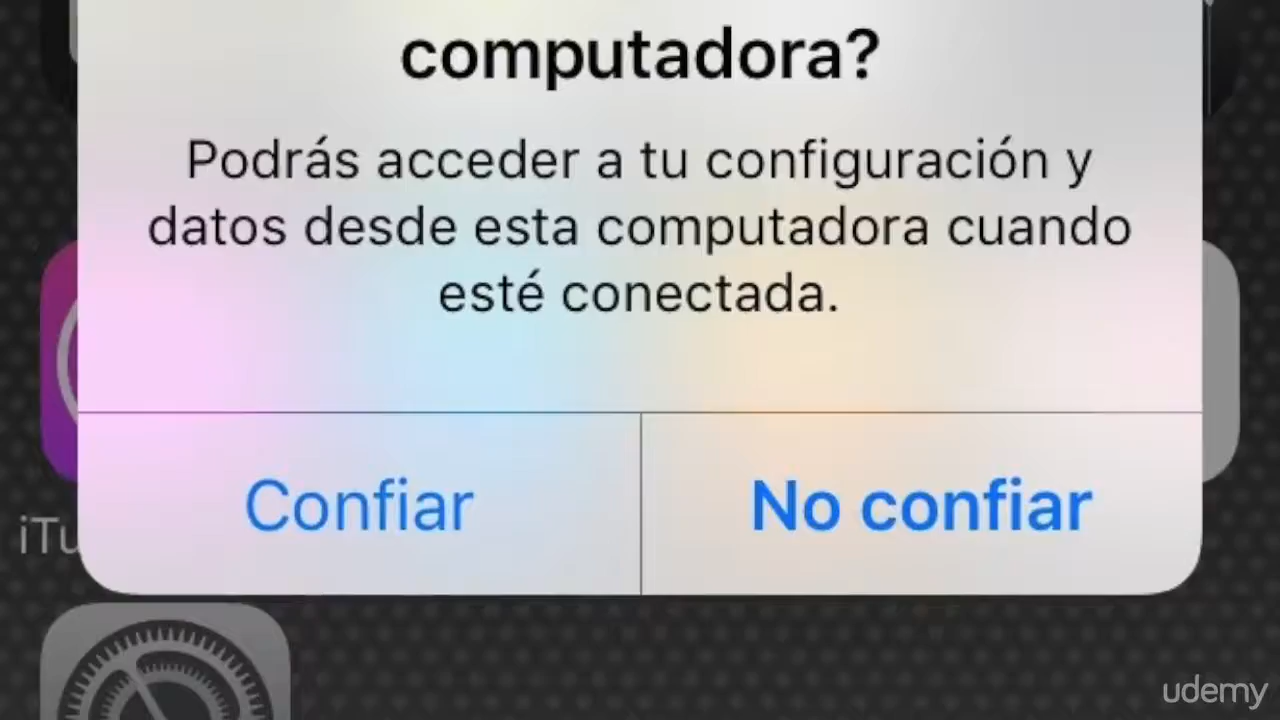 computadora?
Podrás acceder a tu configuración y
datos desde esta computadora cuando
esté conectada.
Confiar
No confiar
iTu
udemy